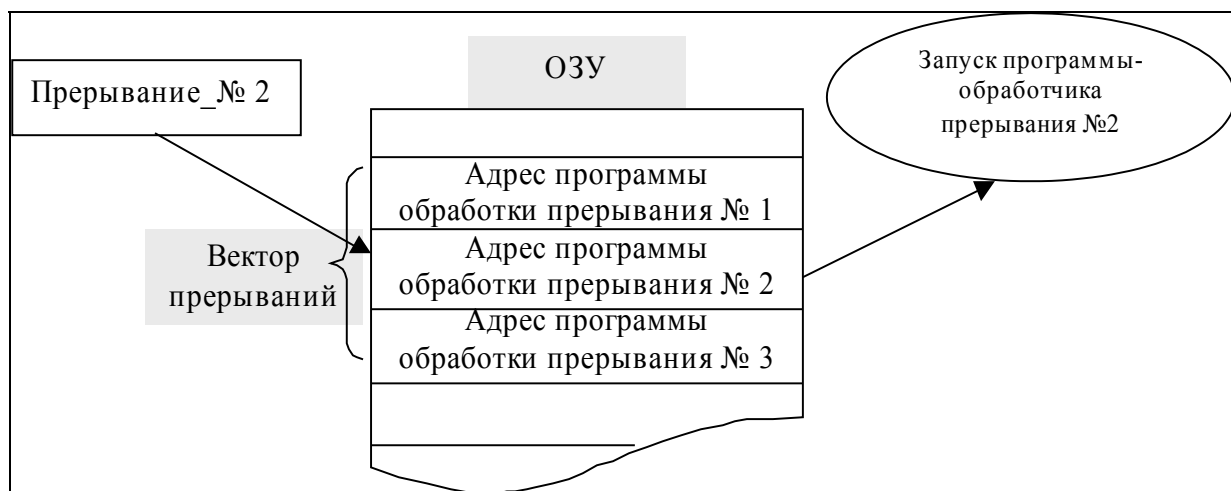 Прерывание_№ 2
ОЗУ
Запуск программы-
обработчика
прерывания №2
Адрес программы
обработки прерывания № 1
Вектор
прерываний
Адрес программы
обработки прерывания № 2
Адрес программы
обработки прерывания № 3